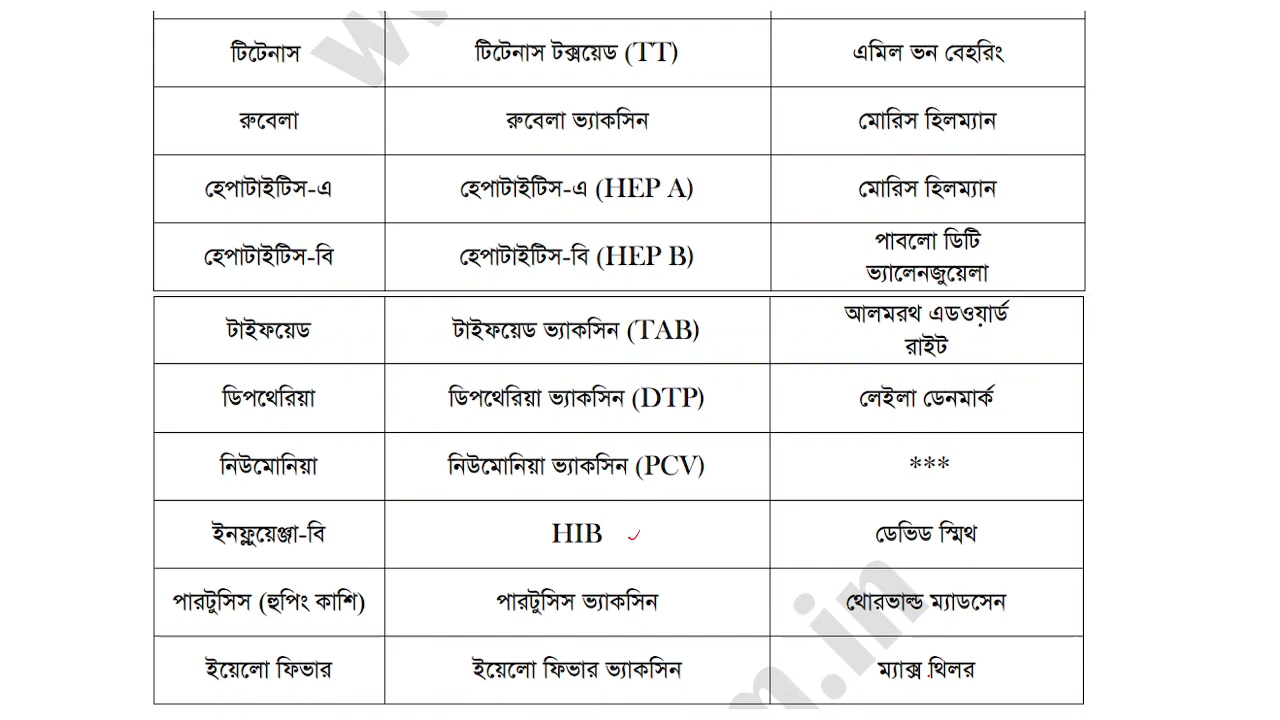 টিটেনাস টিটেনাস টক্সয়েড (TT) এমিল ভন বেহরিং
রুবেলা রুবেলা ভ্যাকসিন মোরিস হিলম্যান
হেপাটাইটিস-এ হেপাটাইটিস-এ (HEP A) মোরিস হিলম্যান
হেপাটাইটিস-বি হেপাটাইটিস-বি (HEP B) পাবলো ডিটি
ভ্যালেনজুয়েলা
টাইফয়েড টাইফয়েড ভ্যাকসিন (TAB) আলমরথ এডওয়ার্ড
রাইট
ডিপথেরিয়া ডিপথেরিয়া ভ্যাকসিন (DTP) লেইলা ডেনমার্ক
নিউমোনিয়া নিউমোনিয়া ভ্যাকসিন (PCV) ***
ইনফ্লুয়েঞ্জা-বি HIB ডেভিড স্মিথ
পারটুসিস (হুপিং কাশি) পারটুসিস ভ্যাকসিন থোরভাল্ড ম্যাডসেন
ইয়েলো ফিভার ইয়েলো ফিভার ভ্যাকসিন ম্যাক্স থিলর